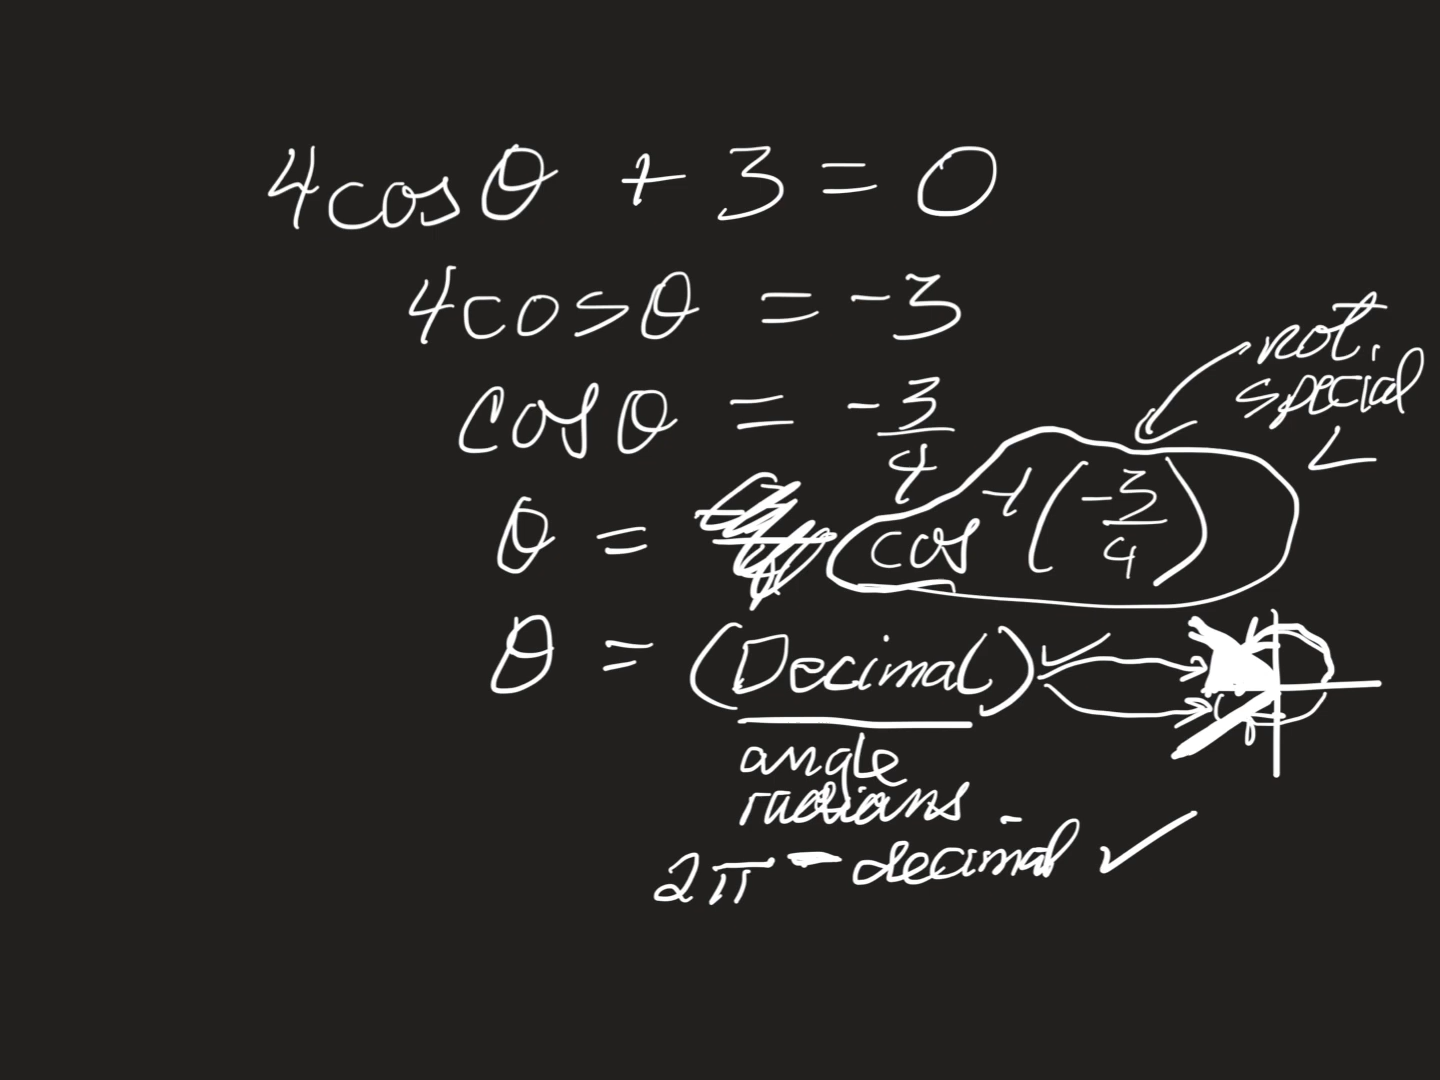 4cosθ + 3 = 0
4cosθ = -3
cosθ = -3/4
not.
special
∠
θ = cos⁻¹(-3/4)
θ = (Decimal) ✓
angle
radians
2π - decimal ✓